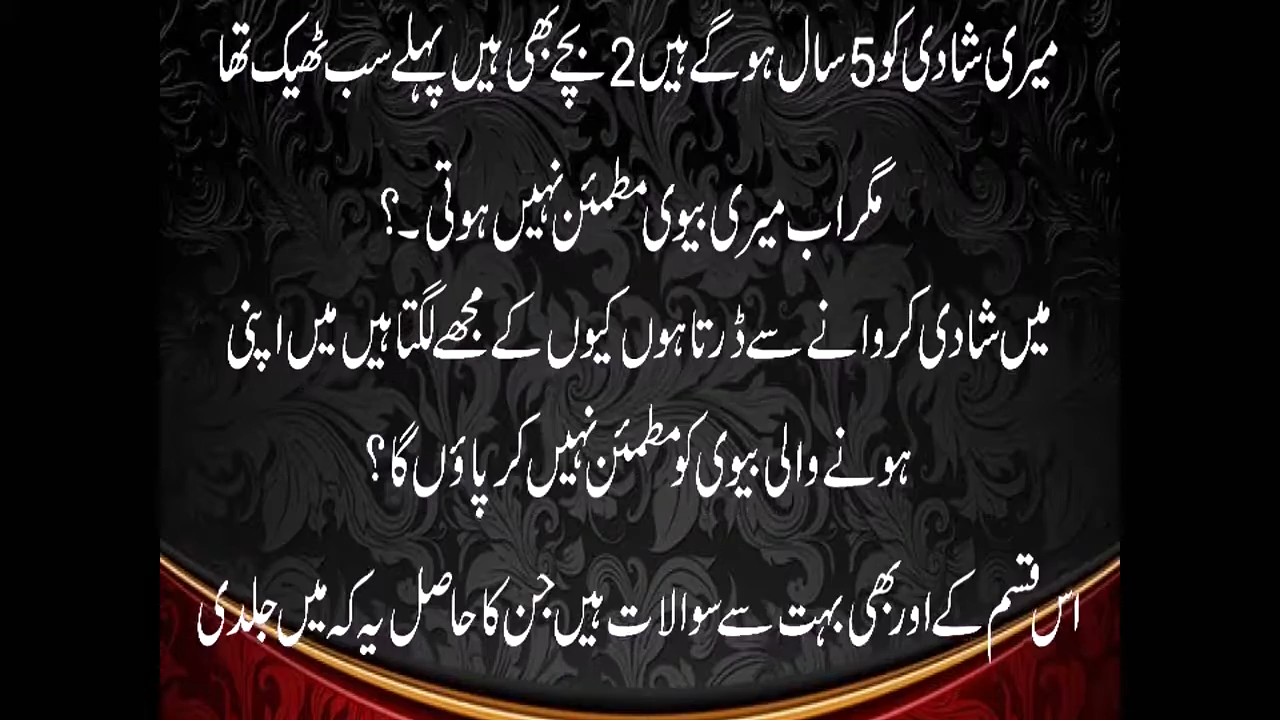 میری شادی کو 5 سال ہو گے ہیں 2 بچے بھی ہیں پہلے سب ٹھیک تھا
مگر اب میری بیوی مطمئن نہیں ہوتی۔؟
میں شادی کروانے سے ڈرتا ہوں کیوں کے مجھے لگتا ہیں میں اپنی
ہونے والی بیوی کو مطمئن نہیں کر پاؤں گا؟
اس قسم کے اور بھی بہت سے سوالات ہیں جن کا حاصل یہ کہ میں جلدی